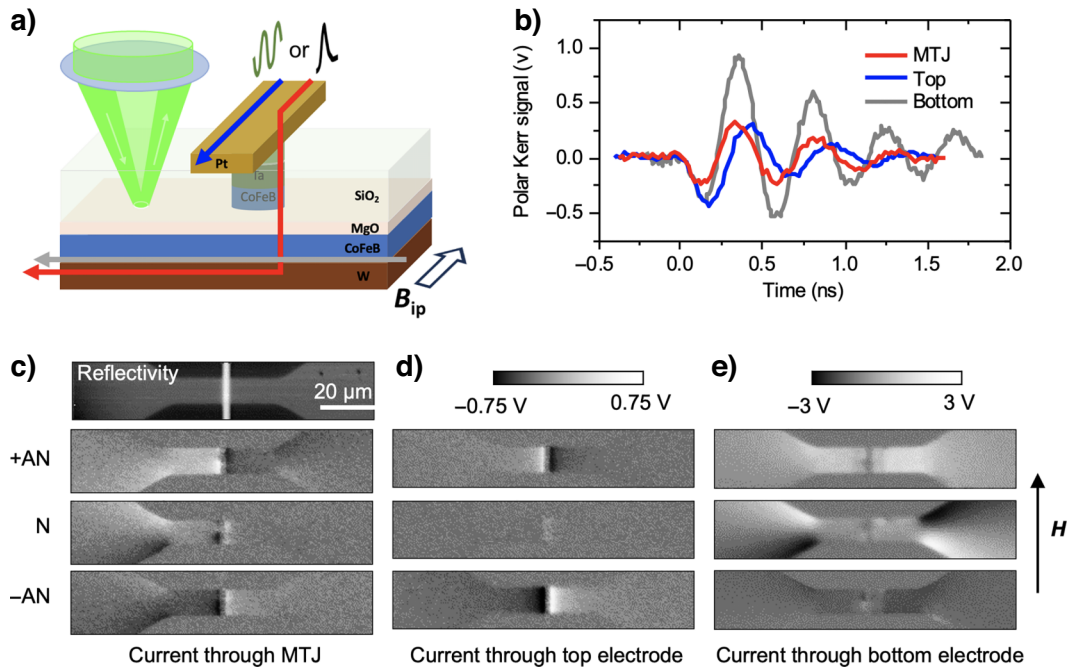 a)
or
Pt
Ta
CoFeB
SiO₂
MgO
CoFeB
W
B_ip
b)
Polar Kerr signal (v)
1.0
0.5
0.0
−0.5
MTJ
Top
Bottom
−0.5 0.0 0.5 1.0 1.5 2.0
Time (ns)
c)
Reflectivity
20 µm
+AN
N
−AN
Current through MTJ
d)
−0.75 V 0.75 V
Current through top electrode
e)
−3 V 3 V
H
Current through bottom electrode